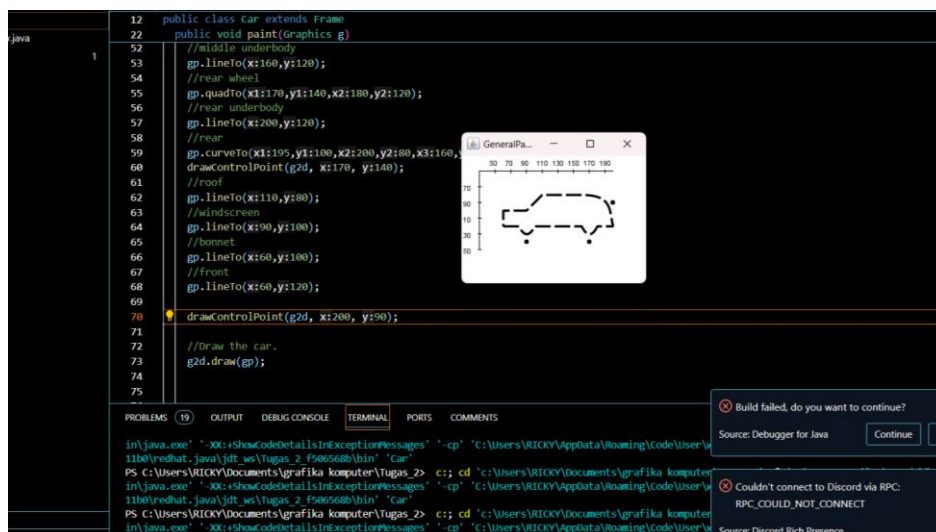 12 public class Car extends Frame
y.java
22 public void paint(Graphics g)
1
52 //middle underbody
53 gp.lineTo(x:160,y:120);
54 //rear wheel
55 gp.quadTo(x1:170,y1:140,x2:180,y2:120);
56 //rear underbody
57 gp.lineTo(x:200,y:120);
58 //rear
59 gp.curveTo(x1:195,y1:100,x2:200,y2:80,x3:160,
60 drawControlPoint(g2d, x:170, y:140);
61 //roof
62 gp.lineTo(x:110,y:80);
63 //windscreen
64 gp.lineTo(x:90,y:100);
65 //bonnet
66 gp.lineTo(x:60,y:100);
67 //front
68 gp.lineTo(x:60,y:120);
69
70 drawControlPoint(g2d, x:200, y:90);
71
72 //Draw the car.
73 g2d.draw(gp);
74
75
GeneralPa...
50 70 90 110 130 150 170 190
70
90
10
30
50
PROBLEMS 19 OUTPUT DEBUG CONSOLE TERMINAL PORTS COMMENTS
in\java.exe' '-XX:+ShowCodeDetailsInExceptionMessages' '-cp' 'C:\Users\RICKY\AppData\Roaming\Code\User\w
11b0\redhat.java\jdt_ws\Tugas_2_f506568b\bin' 'Car'
PS C:\Users\RICKY\Documents\grafika komputer\Tugas_2> c:; cd 'c:\Users\RICKY\Documents\grafika komputer
in\java.exe' '-XX:+ShowCodeDetailsInExceptionMessages' '-cp' 'C:\Users\RICKY\AppData\Roaming\Code\User\w
11b0\redhat.java\jdt_ws\Tugas_2_f506568b\bin' 'Car'
PS C:\Users\RICKY\Documents\grafika komputer\Tugas_2> c:; cd 'c:\Users\RICKY\Documents\grafika komputer
in\java.exe' '-XX:+ShowCodeDetailsInExceptionMessages' '-cp' 'C:\Users\RICKY\AppData\Roaming\Code\User\w
Build failed, do you want to continue?
Source: Debugger for Java
Continue
Couldn't connect to Discord via RPC:
RPC_COULD_NOT_CONNECT
Source: Discord Rich Presence